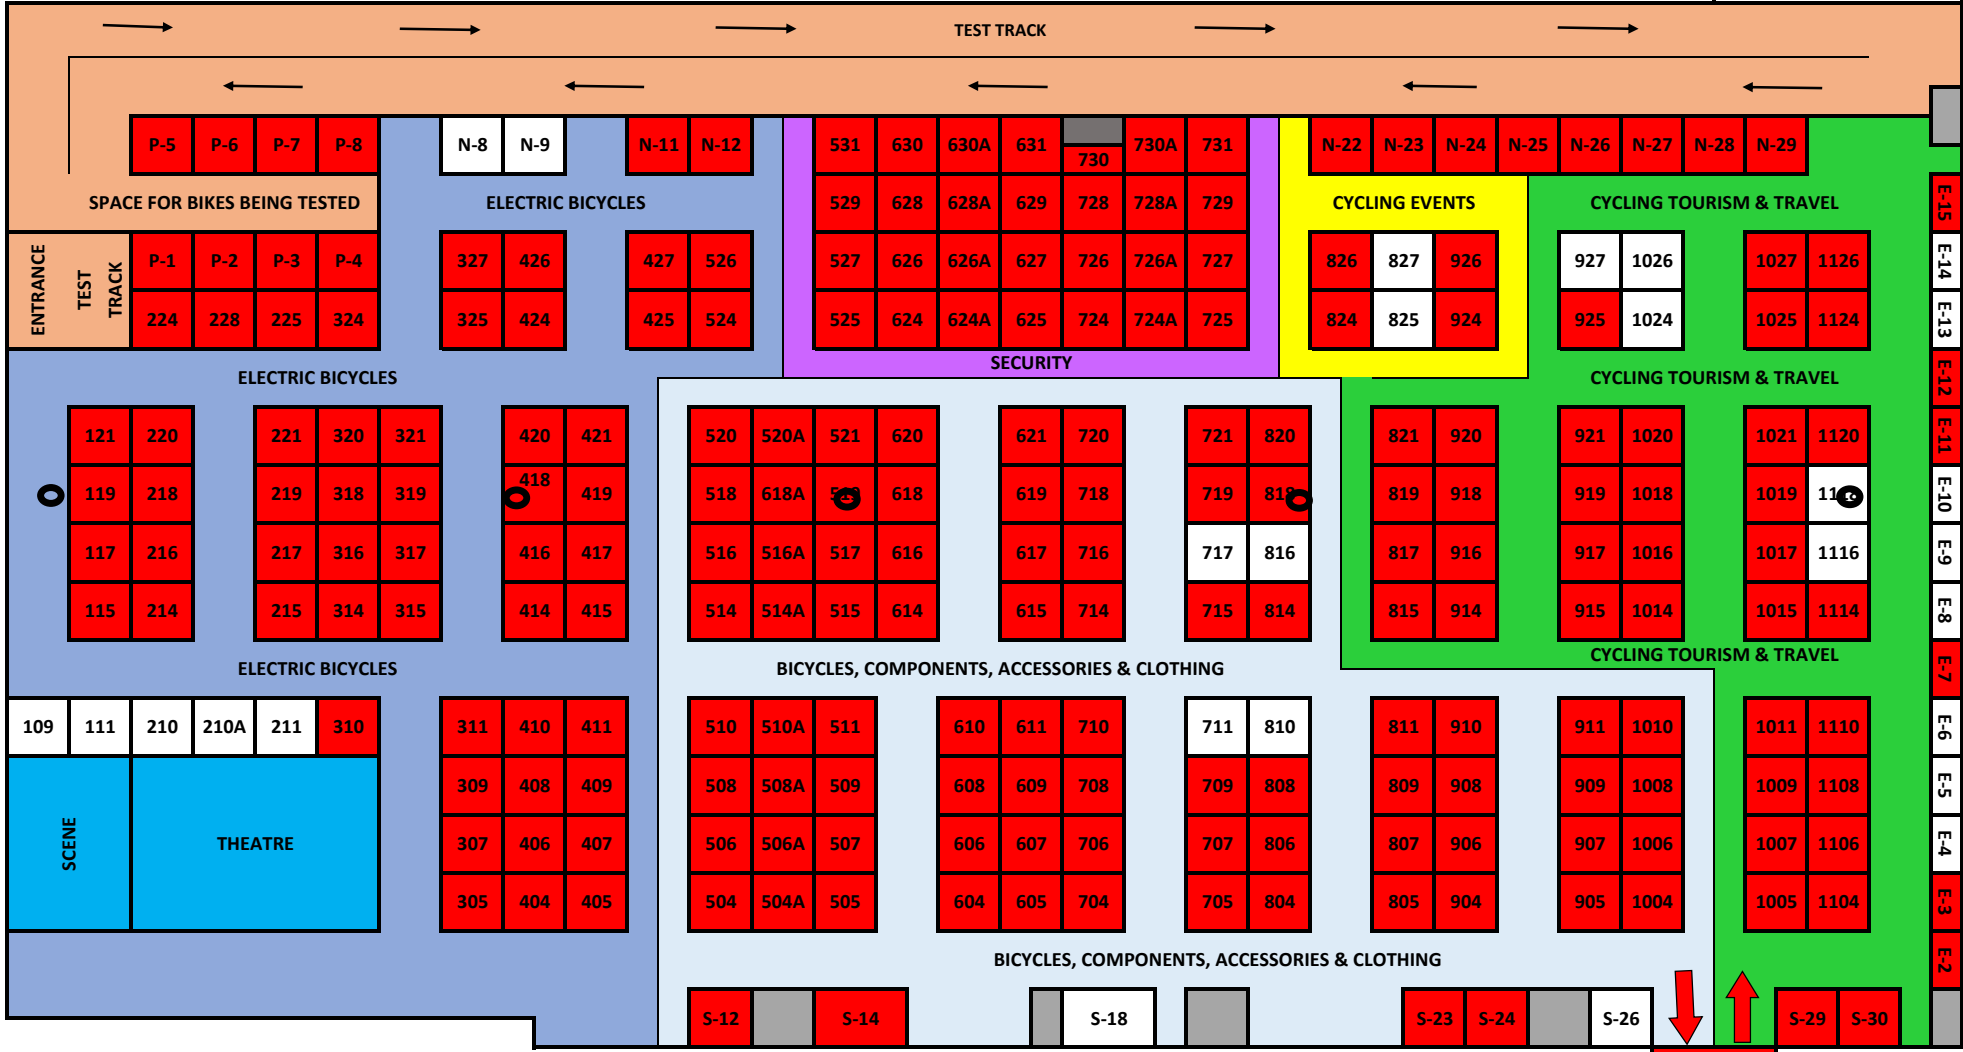 TEST TRACK
P-5 P-6 P-7 P-8 N-8 N-9 N-11 N-12 531 630 630A 631 730 730A 731 N-22 N-23 N-24 N-25 N-26 N-27 N-28 N-29
SPACE FOR BIKES BEING TESTED ELECTRIC BICYCLES 529 628 628A 629 728 728A 729 CYCLING EVENTS CYCLING TOURISM & TRAVEL E-15
ENTRANCE TEST TRACK
P-1 P-2 P-3 P-4 327 426 427 526 527 626 626A 627 726 726A 727 826 827 926 927 1026 1027 1126 E-14
224 228 225 324 325 424 425 524 525 624 624A 625 724 724A 725 824 825 924 925 1024 1025 1124 E-13
SECURITY
ELECTRIC BICYCLES CYCLING TOURISM & TRAVEL E-12
121 220 221 320 321 420 421 520 520A 521 620 621 720 721 820 821 920 921 1020 1021 1120 E-11
119 218 219 318 319 418 419 518 618A 618 619 718 719 819 918 919 1018 1019 E-10
117 216 217 316 317 416 417 516 516A 517 616 617 716 717 816 817 916 917 1016 1017 1116 E-9
115 214 215 314 315 414 415 514 514A 515 614 615 714 715 814 815 914 915 1014 1015 1114 E-8
ELECTRIC BICYCLES BICYCLES, COMPONENTS, ACCESSORIES & CLOTHING CYCLING TOURISM & TRAVEL E-7
109 111 210 210A 211 310 311 410 411 510 510A 511 610 611 710 711 810 811 910 911 1010 1011 1110 E-6
309 408 409 508 508A 509 608 609 708 709 808 809 908 909 1008 1009 1108 E-5
SCENE THEATRE 307 406 407 506 506A 507 606 607 706 707 806 807 906 907 1006 1007 1106 E-4
305 404 405 504 504A 505 604 605 704 705 804 805 904 905 1004 1005 1104 E-3
BICYCLES, COMPONENTS, ACCESSORIES & CLOTHING E-2
S-12 S-14 S-18 S-23 S-24 S-26 S-29 S-30